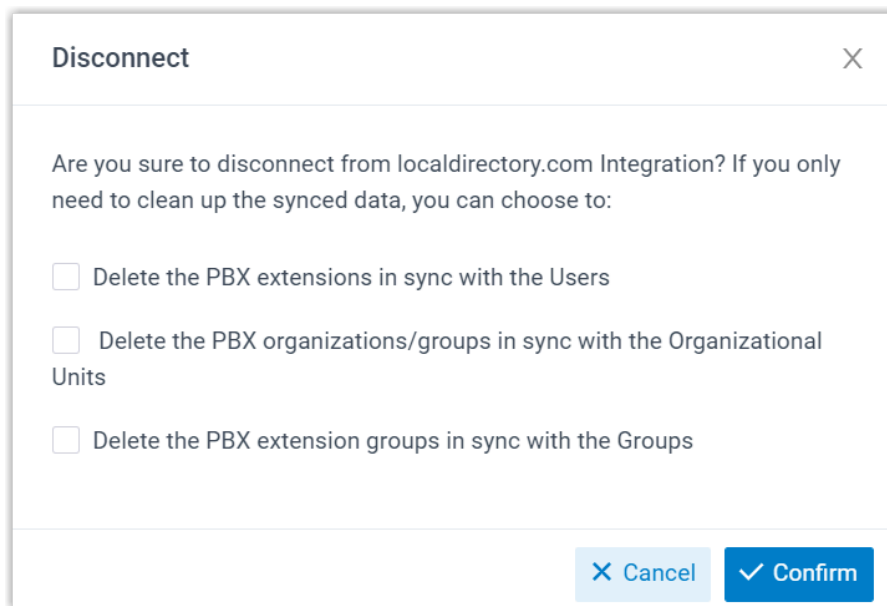 Disconnect
Are you sure to disconnect from localdirectory.com Integration? If you only
need to clean up the synced data, you can choose to:
Delete the PBX extensions in sync with the Users
Delete the PBX organizations/groups in sync with the Organizational
Units
Delete the PBX extension groups in sync with the Groups
Cancel
Confirm